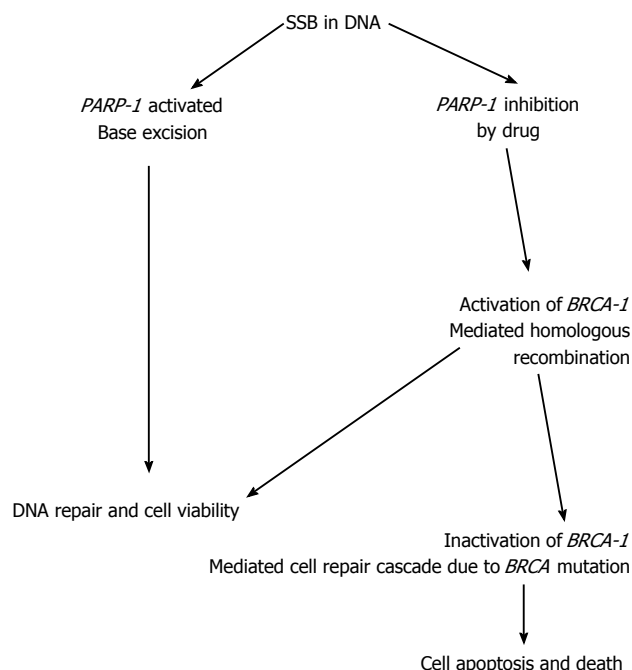 SSB in DNA
PARP-1 activated
Base excision
PARP-1 inhibition
by drug
Activation of BRCA-1
Mediated homologous
recombination
DNA repair and cell viability
Inactivation of BRCA-1
Mediated cell repair cascade due to BRCA mutation
Cell apoptosis and death